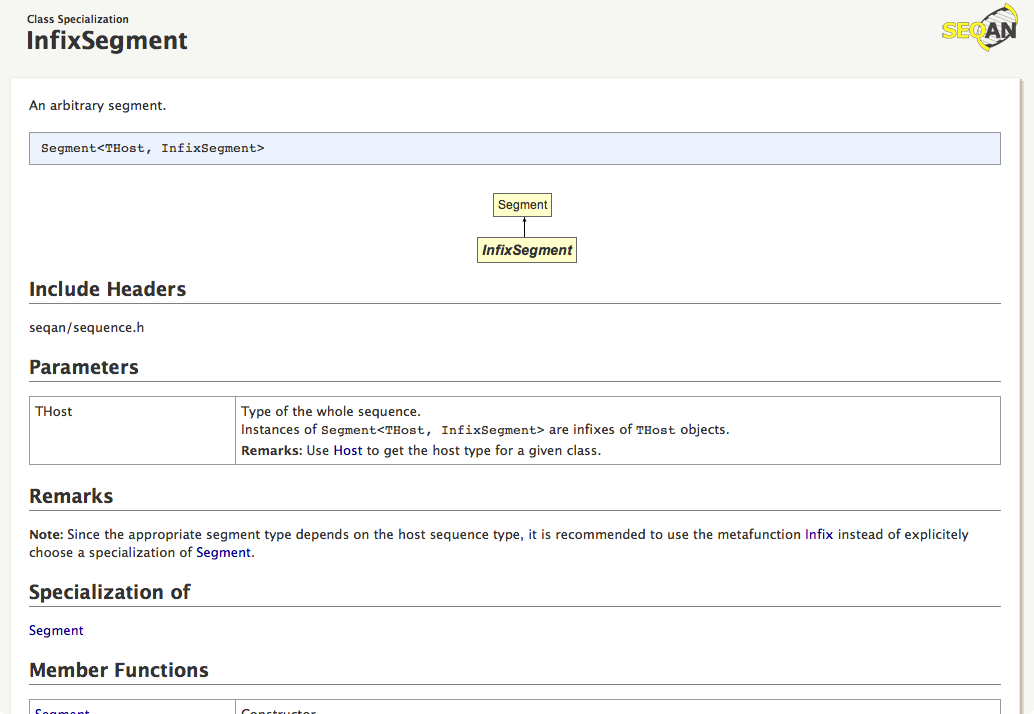 Class Specialization
InfixSegment
SEQAN
An arbitrary segment.
Segment<THost, InfixSegment>
Segment
InfixSegment
Include Headers
seqan/sequence.h
Parameters
THost
Type of the whole sequence.
Instances of Segment<THost, InfixSegment> are infixes of THost objects.
Remarks: Use Host to get the host type for a given class.
Remarks
Note: Since the appropriate segment type depends on the host sequence type, it is recommended to use the metafunction Infix instead of explicitely
choose a specialization of Segment.
Specialization of
Segment
Member Functions
Segment
Constructor